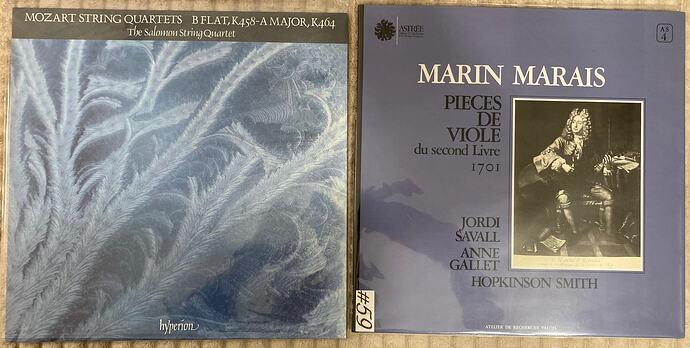 MOZART STRING QUARTETS B FLAT, K458-A MAJOR, K464
The Salomon String Quartet
hyperion
ASTRÉE
AS
4
MARIN MARAIS
PIECES
DE
VIOLE
du second Livre
1701
JORDI
SAVALL
ANNE
GALLET
HOPKINSON SMITH
#59
ATELIER DE RECHERCHE VALOIS